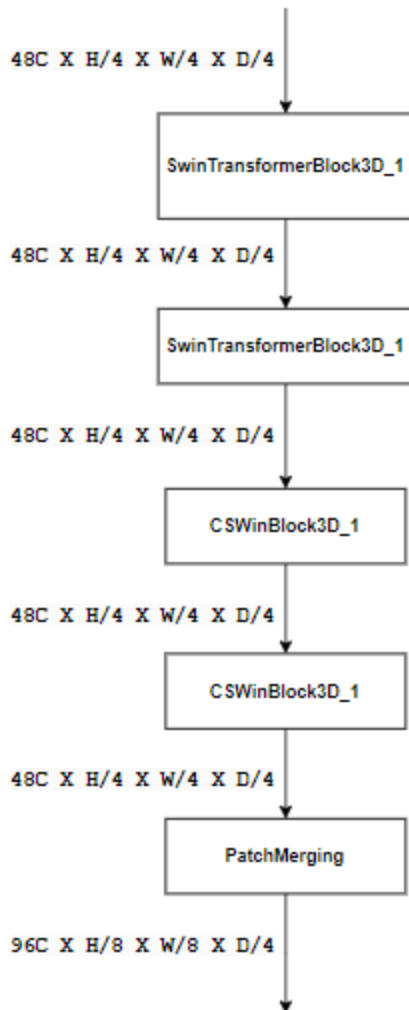 48C X H/4 X W/4 X D/4
SwinTransformerBlock3D_1
48C X H/4 X W/4 X D/4
SwinTransformerBlock3D_1
48C X H/4 X W/4 X D/4
CSWinBlock3D_1
48C X H/4 X W/4 X D/4
CSWinBlock3D_1
48C X H/4 X W/4 X D/4
PatchMerging
96C X H/8 X W/8 X D/4